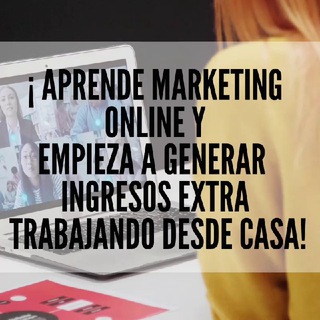 ¡ APRENDE MARKETING
ONLINE Y
EMPIEZA A GENERAR
INGRESOS EXTRA
TRABAJANDO DESDE CASA!